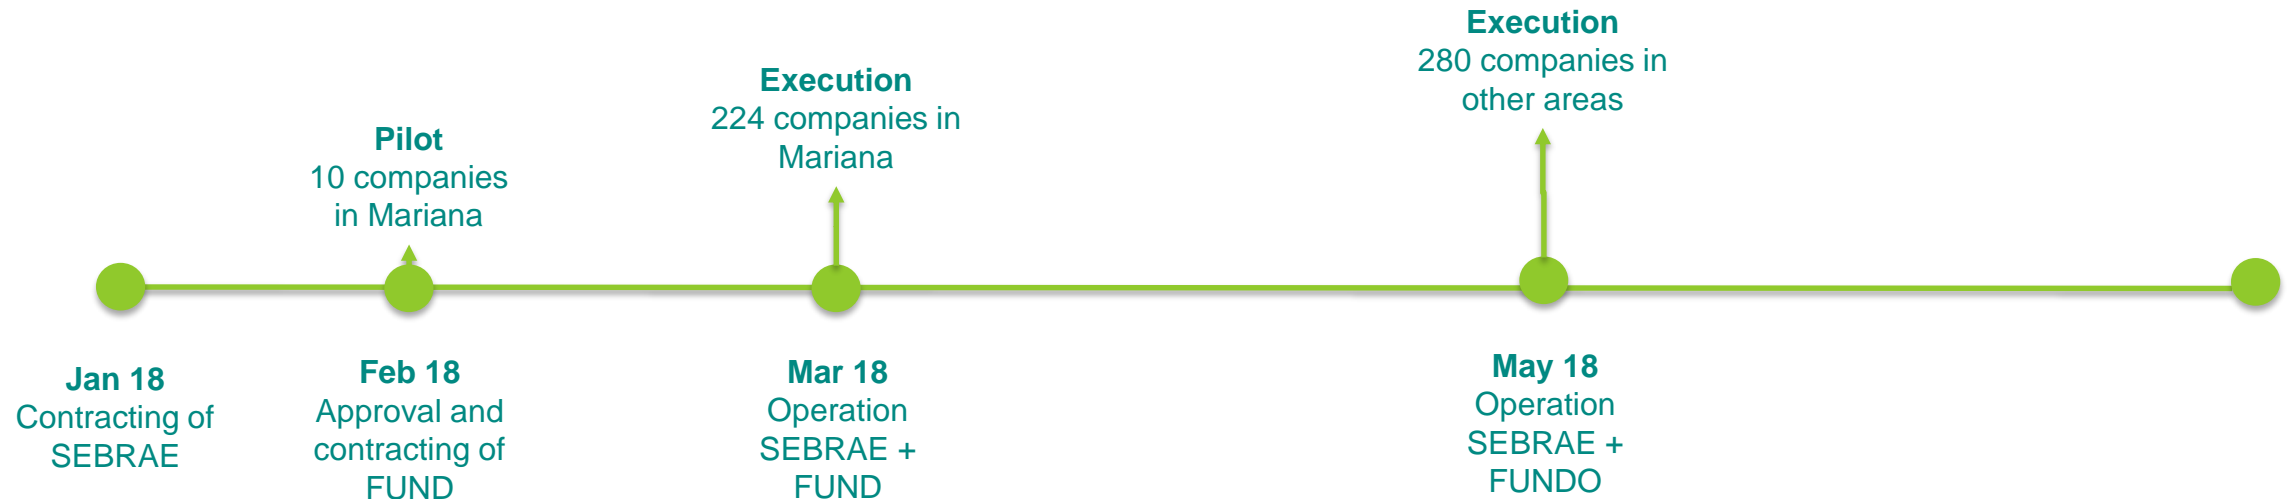 Execution
280 companies in
other areas
Execution
224 companies in
Mariana
Pilot
10 companies
in Mariana
Jan 18
Contracting of
SEBRAE
Feb 18
Approval and
contracting of
FUND
Mar 18
Operation
SEBRAE +
FUND
May 18
Operation
SEBRAE +
FUNDO